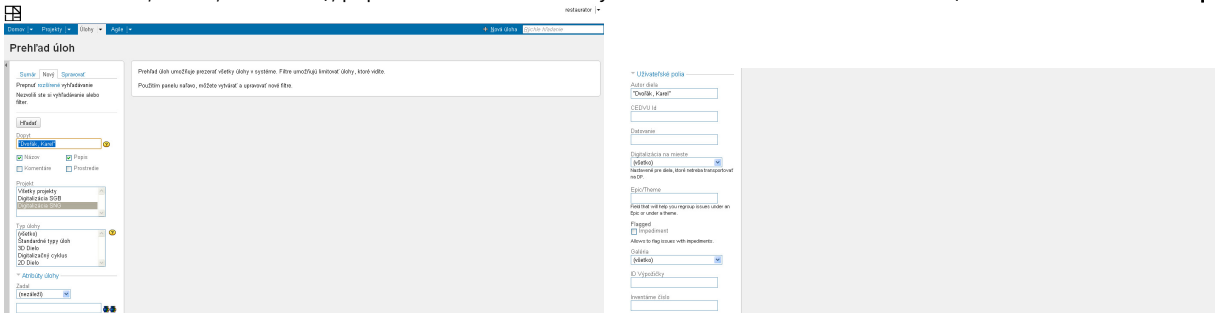 restaurator
Domov Projekty Úlohy Agile + Nová úloha Rýchle hľadanie
Prehľad úloh
Sumár Nový Spravovať
Prepnúť rozšírené vyhľadávanie
Nezvolili ste si vyhľadávanie alebo
filter.
Hľadať
Dopyt
"Dvořák, Karel"
Názov Popis
Komentáre Prostredie
Projekt
Všetky projekty
Digitalizácia SGB
Digitalizácia SNG
Typ úlohy
(všetko)
Štandardné typy úloh
3D Dielo
Digitalizačný cyklus
2D Dielo
Atribúty úlohy
Zadat
(nezáleží)
Prehľad úloh umožňuje prezerať všetky úlohy v systéme. Filtre umožňujú limitovať úlohy, ktoré vidíte.
Použitím panelu naľavo, môžete vytvárať a upravovať nové filtre.
Užívateľské polia
Autor diela
"Dvořák, Karel"
CEDVU Id
Datovanie
Digitalizácia na mieste
(všetko)
Nastavené pre diela, ktoré netreba transportovať
na DP.
Epic/Theme
Field that will help you regroup issues under an
Epic or under a theme.
Flagged
Impediment
Allows to flag issues with impediments.
Galéria
(všetko)
ID Výpožičky
Inventárne číslo